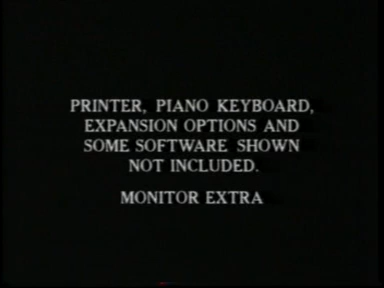 PRINTER, PIANO KEYBOARD,
EXPANSION OPTIONS AND
SOME SOFTWARE SHOWN
NOT INCLUDED.
MONITOR EXTRA